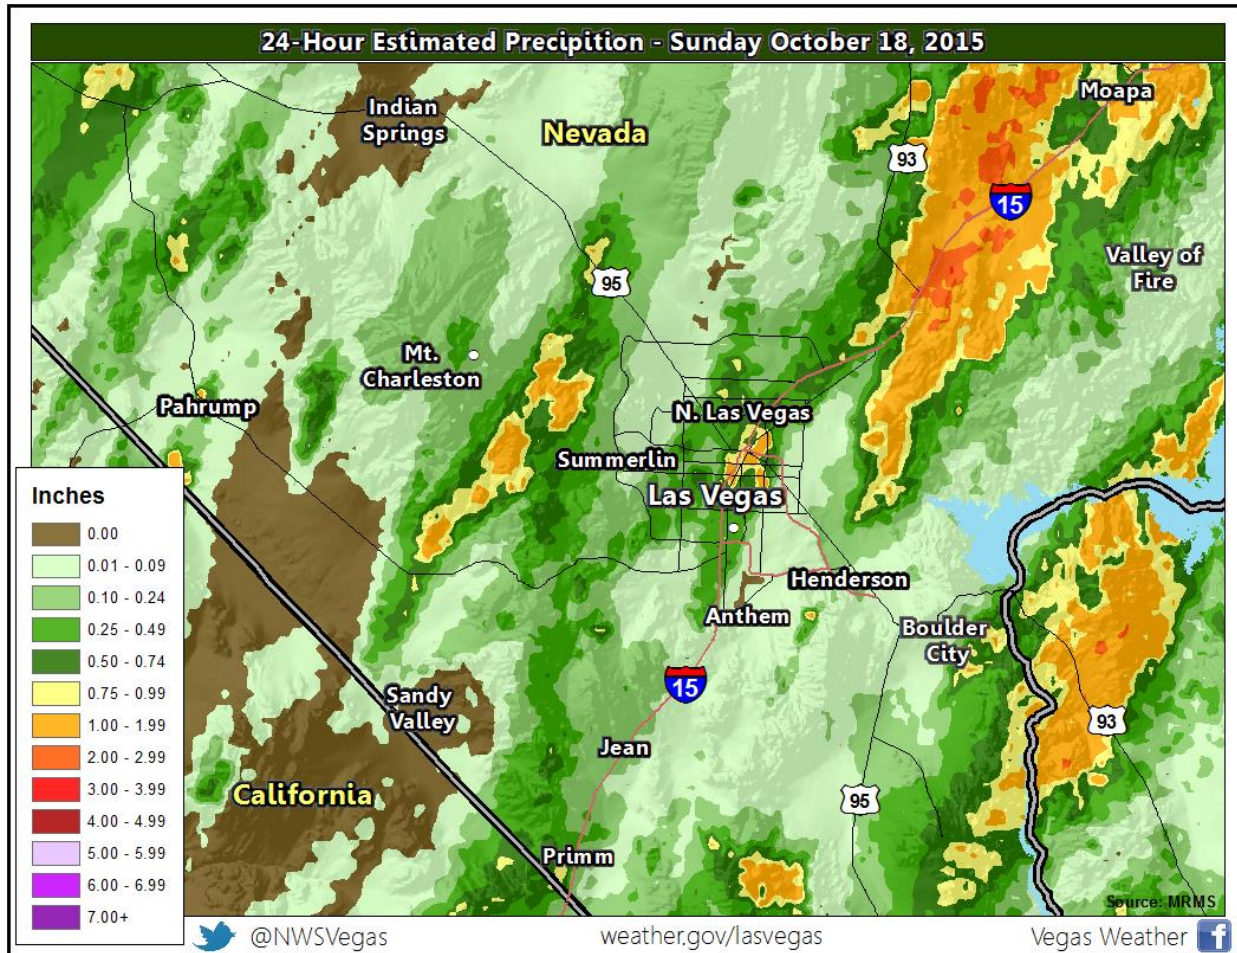 24-Hour Estimated Precipition - Sunday October 18, 2015
Moapa
Indian
Springs
Nevada
93
15
Valley of
Fire
95
Mt.
Charleston
Pahrump
N. Las Vegas
Summerlin
Las Vegas
Henderson
Anthem
Boulder
City
15
Sandy
Valley
93
Jean
California
95
Primm
Inches
0.00
0.01 - 0.09
0.10 - 0.24
0.25 - 0.49
0.50 - 0.74
0.75 - 0.99
1.00 - 1.99
2.00 - 2.99
3.00 - 3.99
4.00 - 4.99
5.00 - 5.99
6.00 - 6.99
7.00+
Source: MRMS
@NWSVegas
weather.gov/lasvegas
Vegas Weather